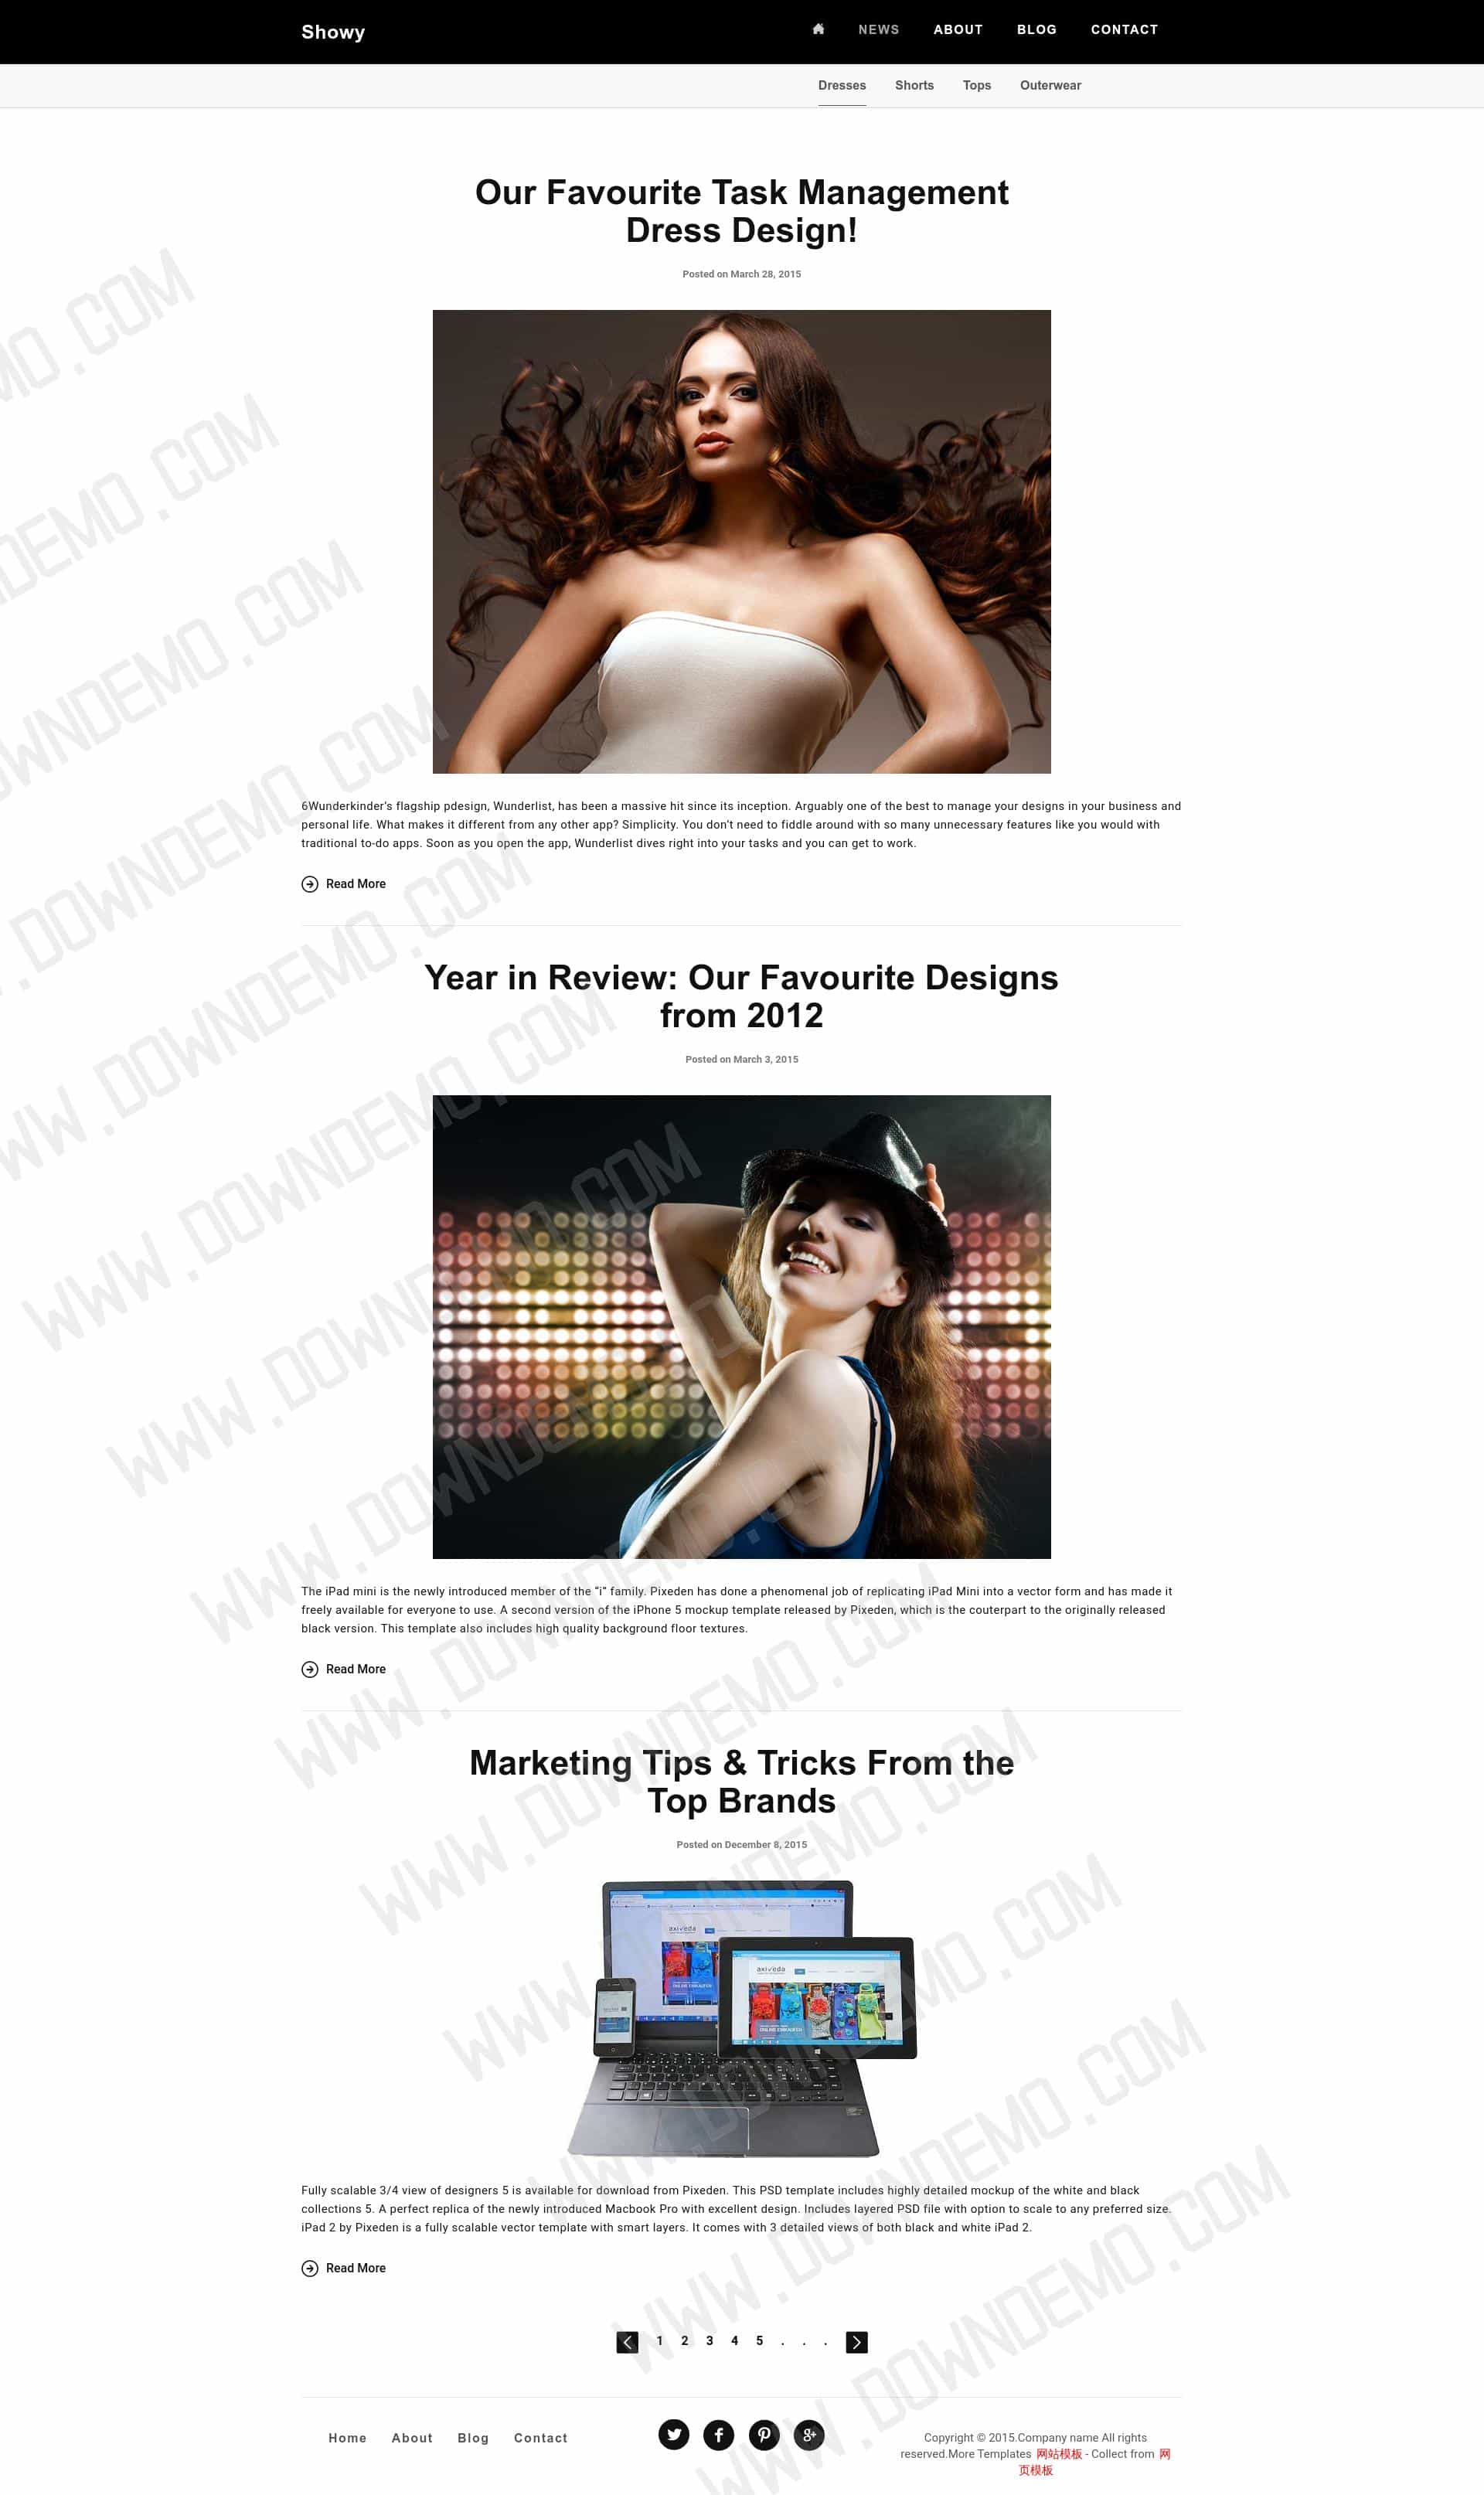 Showy
NEWS ABOUT BLOG CONTACT
Dresses Shorts Tops Outerwear
Our Favourite Task Management
Dress Design!
Posted on March 28, 2015
6Wunderkinder’s flagship pdesign, Wunderlist, has been a massive hit since its inception. Arguably one of the best to manage your designs in your business and
personal life. What makes it different from any other app? Simplicity. You don’t need to fiddle around with so many unnecessary features like you would with
traditional to-do apps. Soon as you open the app, Wunderlist dives right into your tasks and you can get to work.
Read More
Year in Review: Our Favourite Designs
from 2012
Posted on March 3, 2015
The iPad mini is the newly introduced member of the “i” family. Pixeden has done a phenomenal job of replicating iPad Mini into a vector form and has made it
freely available for everyone to use. A second version of the iPhone 5 mockup template released by Pixeden, which is the couterpart to the originally released
black version. This template also includes high quality background floor textures.
Read More
Marketing Tips & Tricks From the
Top Brands
Posted on December 8, 2015
axiveda
axiveda
ONLINE EINKAUFEN
ONLINE EINKAUFEN
Fully scalable 3/4 view of designers 5 is available for download from Pixeden. This PSD template includes highly detailed mockup of the white and black
collections 5. A perfect replica of the newly introduced Macbook Pro with excellent design. Includes layered PSD file with option to scale to any preferred size.
iPad 2 by Pixeden is a fully scalable vector template with smart layers. It comes with 3 detailed views of both black and white iPad 2.
Read More
1 2 3 4 5 . . .
Home About Blog Contact
Copyright © 2015.Company name All rights
reserved.More Templates 网站模板 - Collect from 网
页模板
WWW.DOWNDEMO.COM